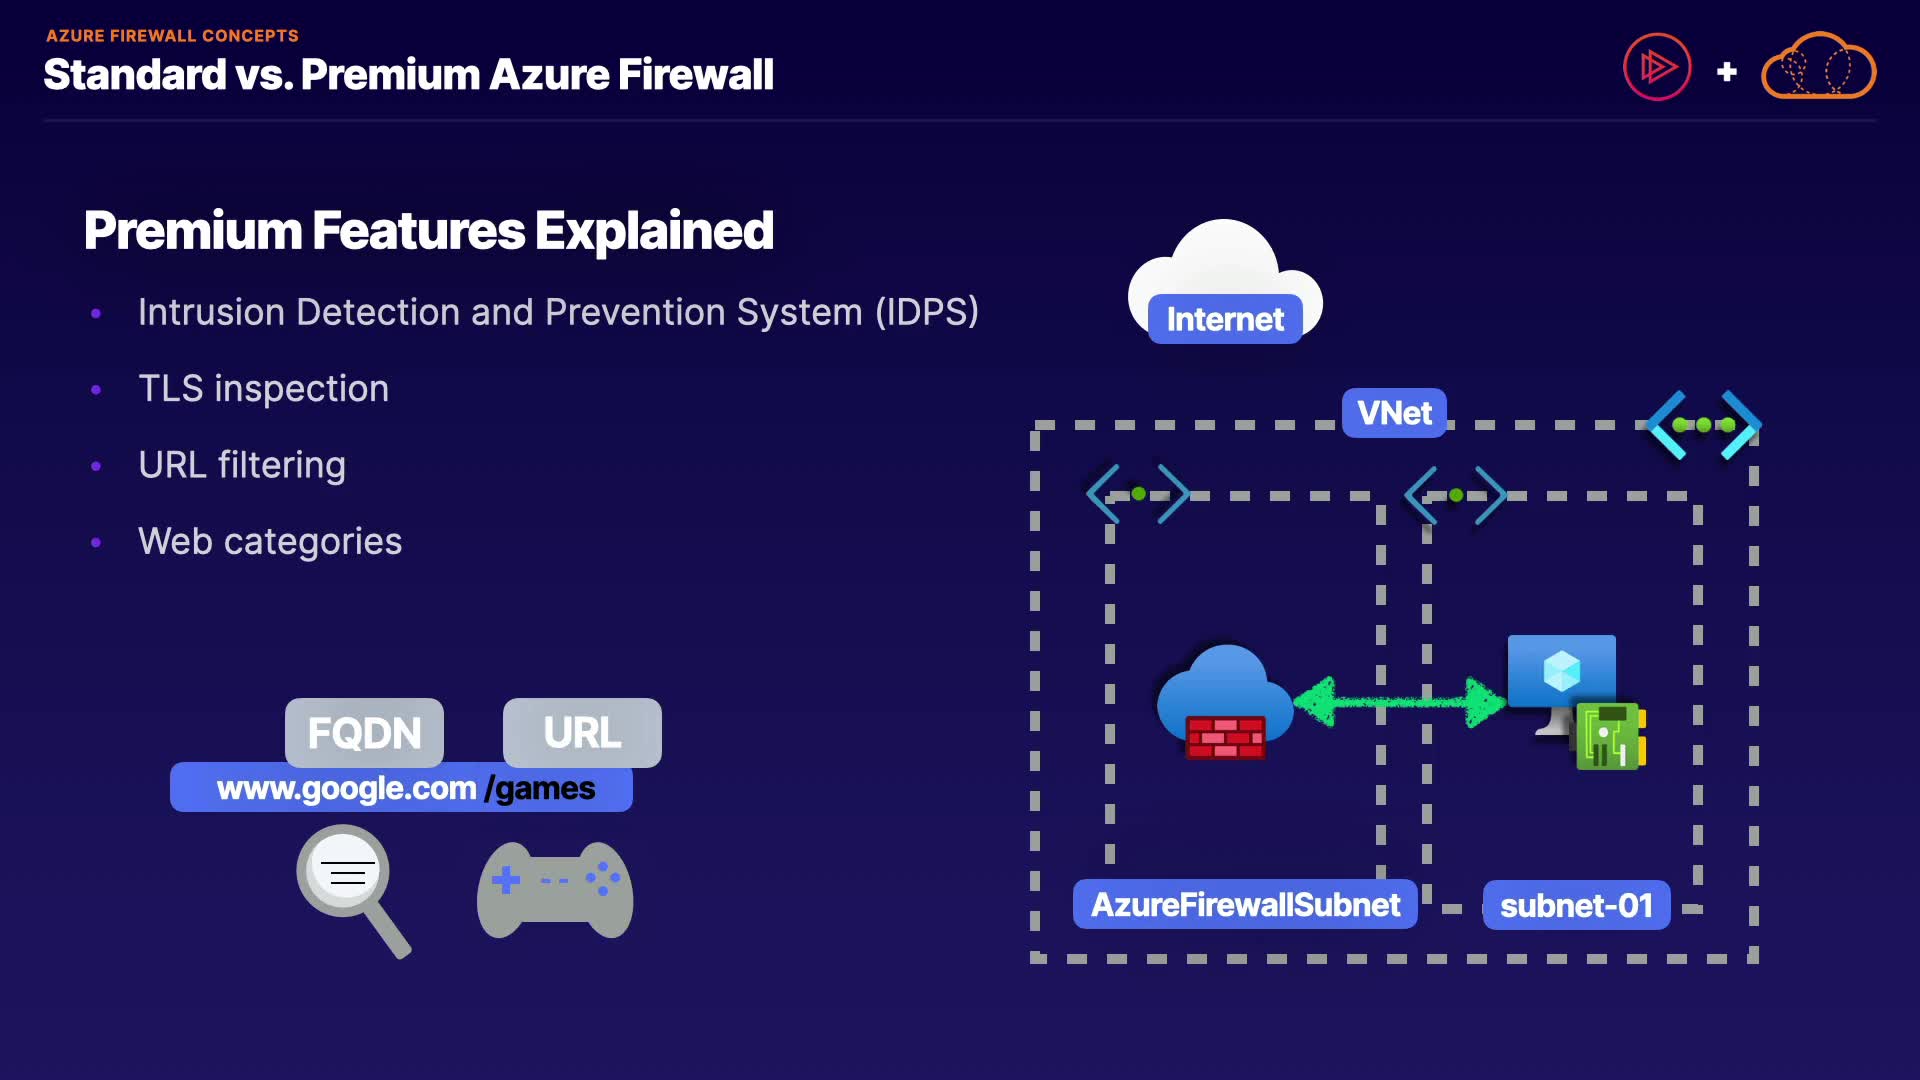 AZURE FIREWALL CONCEPTS
Standard vs. Premium Azure Firewall
Premium Features Explained
• Intrusion Detection and Prevention System (IDPS)
• TLS inspection
• URL filtering
• Web categories
FQDN
URL
www.google.com /games
Internet
VNet
AzureFirewallSubnet
subnet-01